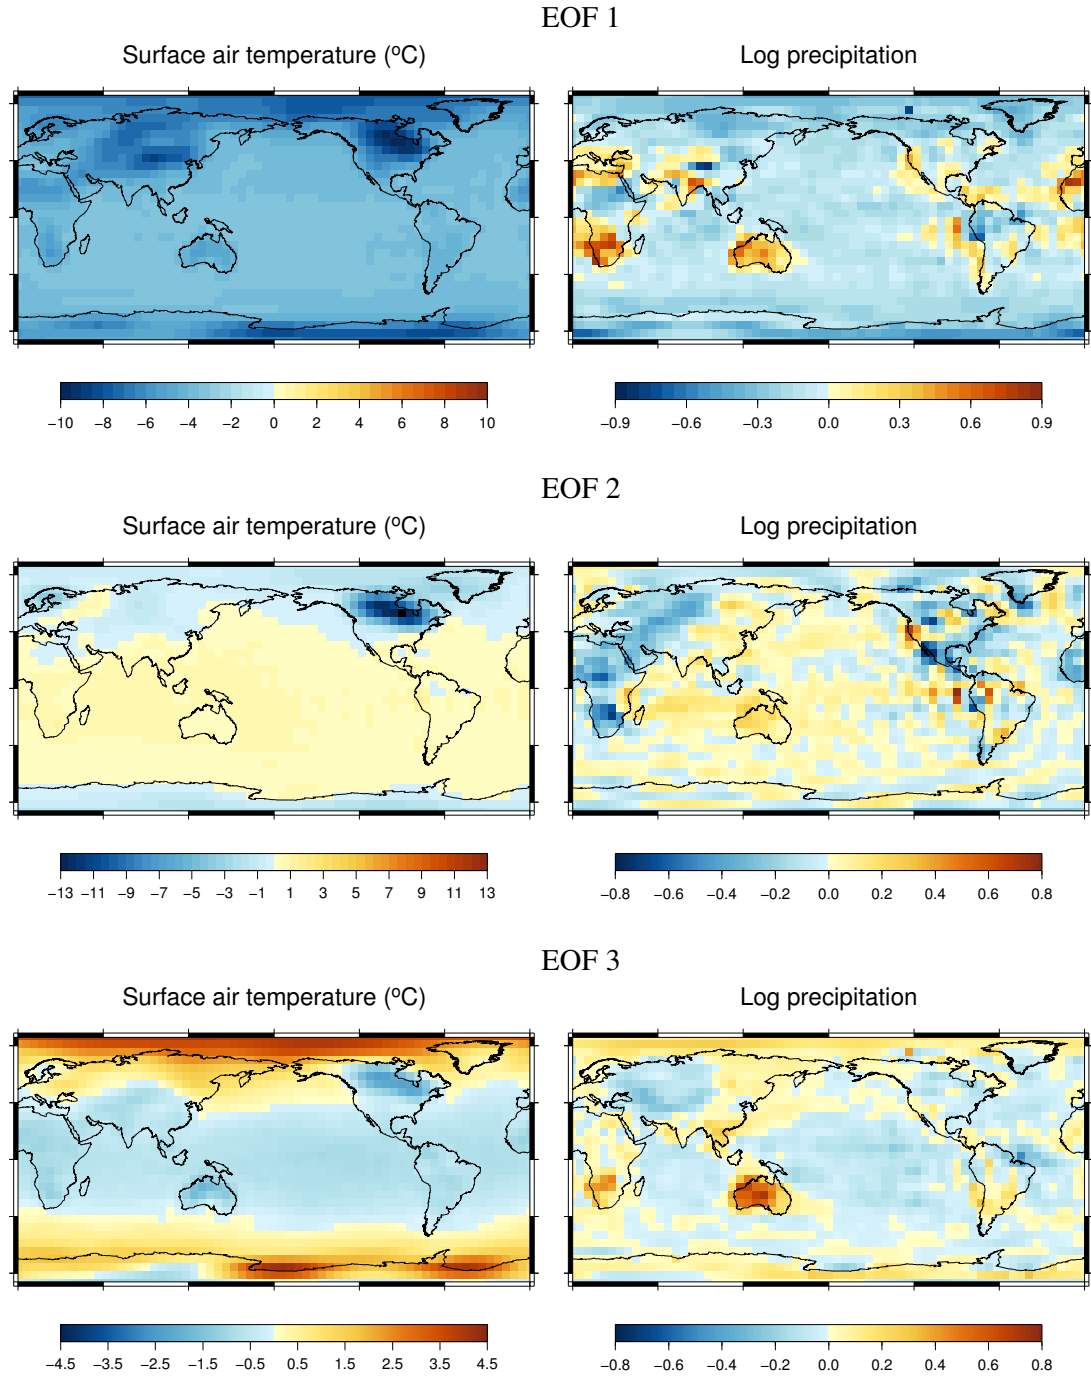 EOF 1
Surface air temperature (ºC)
Log precipitation
−10 −8 −6 −4 −2 0 2 4 6 8 10
−0.9 −0.6 −0.3 0.0 0.3 0.6 0.9
EOF 2
Surface air temperature (ºC)
Log precipitation
−13 −11 −9 −7 −5 −3 −1 1 3 5 7 9 11 13
−0.8 −0.6 −0.4 −0.2 0.0 0.2 0.4 0.6 0.8
EOF 3
Surface air temperature (ºC)
Log precipitation
−4.5 −3.5 −2.5 −1.5 −0.5 0.5 1.5 2.5 3.5 4.5
−0.8 −0.6 −0.4 −0.2 0.0 0.2 0.4 0.6 0.8